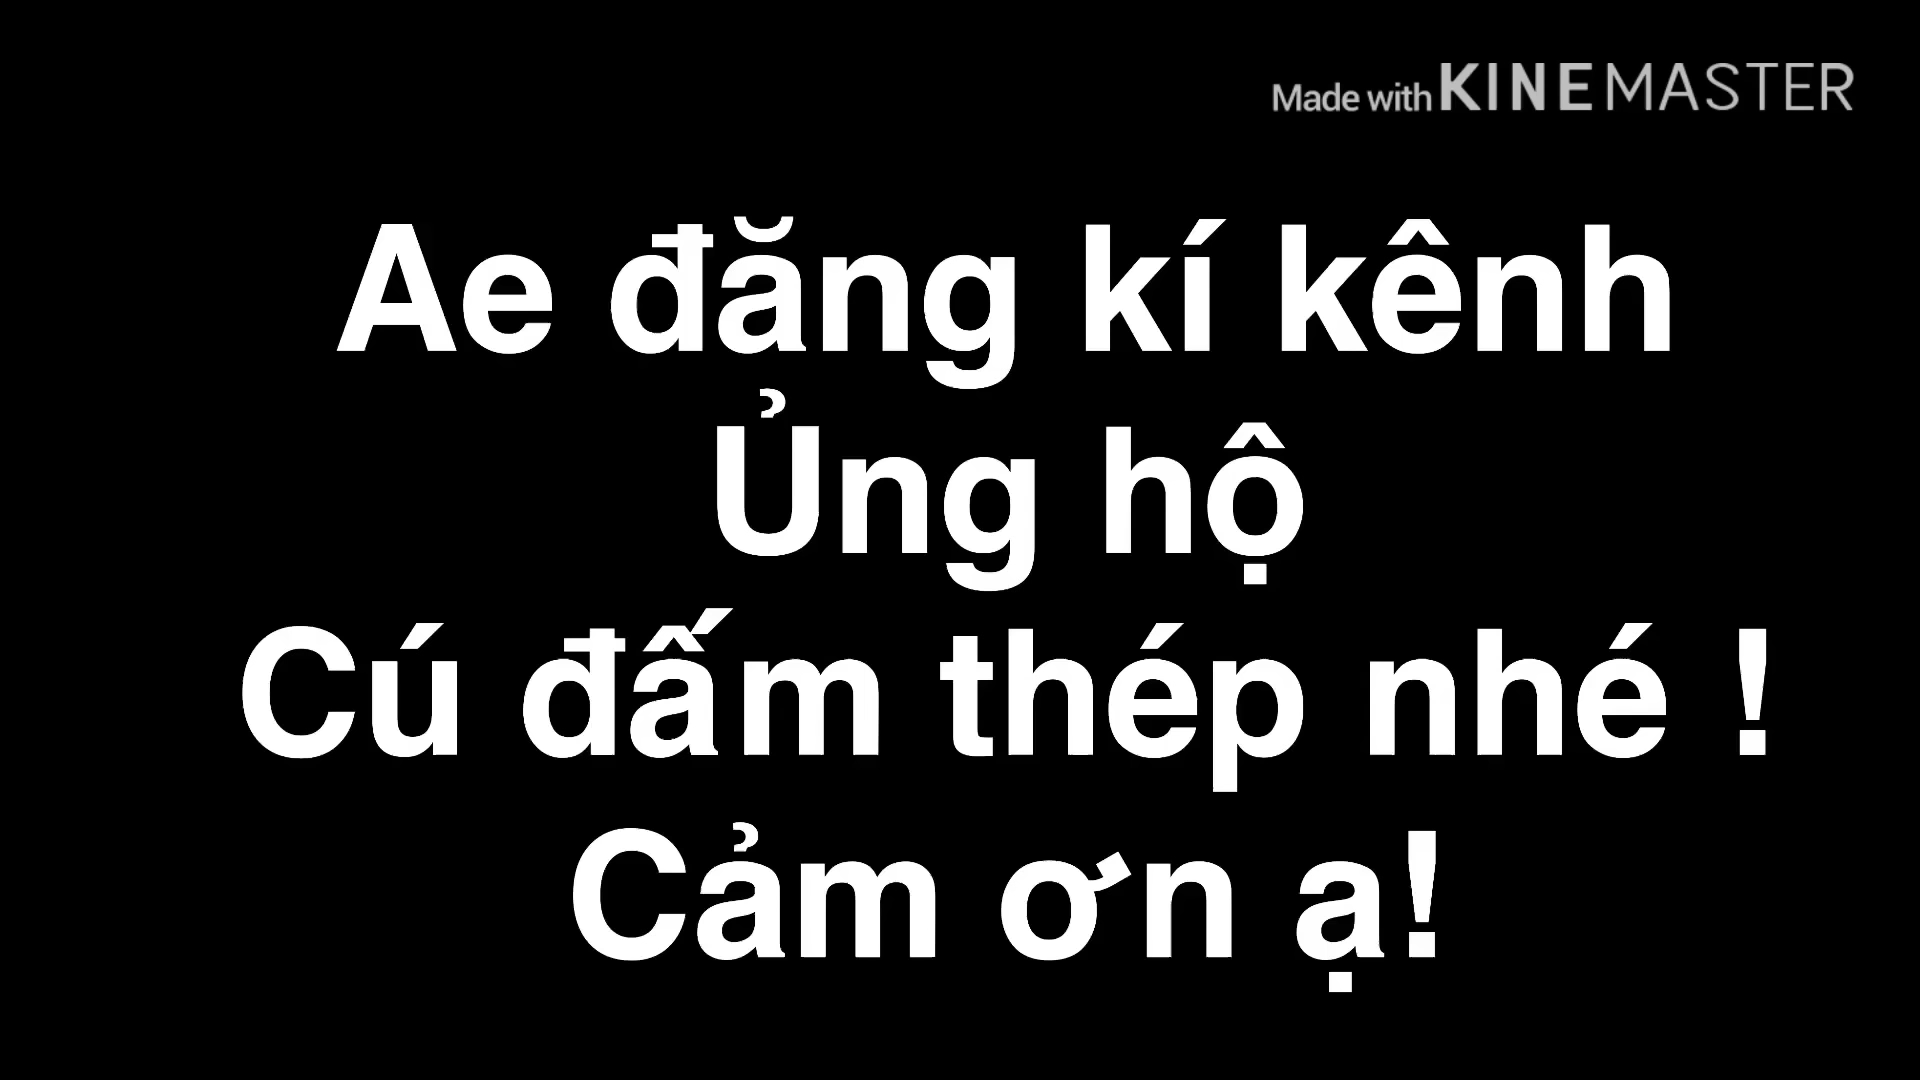 Made with KINEMASTER
Ae đăng kí kênh
Ủng hộ
Cú đấm thép nhé !
Cảm ơn ạ!